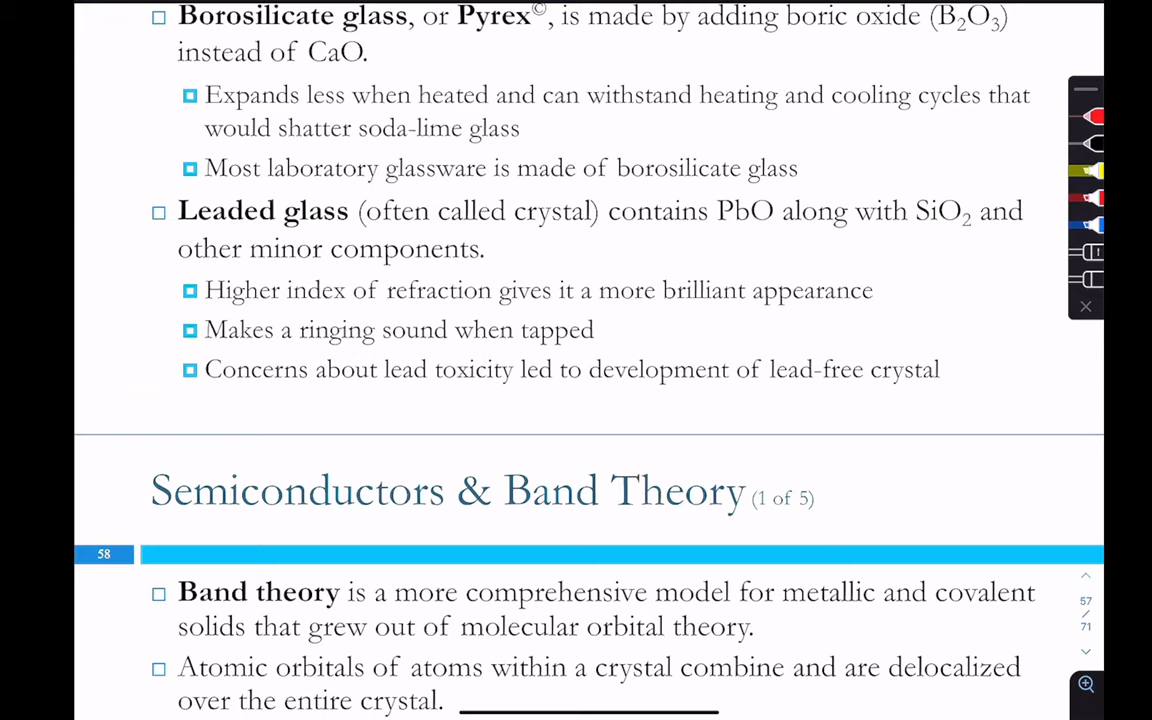 Borosilicate glass, or Pyrex©, is made by adding boric oxide (B₂O₃)
instead of CaO.
Expands less when heated and can withstand heating and cooling cycles that
would shatter soda-lime glass
Most laboratory glassware is made of borosilicate glass
Leaded glass (often called crystal) contains PbO along with SiO₂ and
other minor components.
Higher index of refraction gives it a more brilliant appearance
Makes a ringing sound when tapped
Concerns about lead toxicity led to development of lead-free crystal
Semiconductors & Band Theory (1 of 5)
58
Band theory is a more comprehensive model for metallic and covalent
solids that grew out of molecular orbital theory.
Atomic orbitals of atoms within a crystal combine and are delocalized
over the entire crystal.
57
/
71